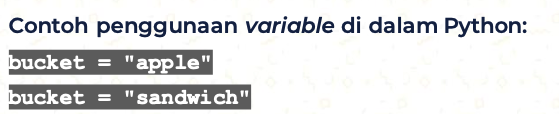 Contoh penggunaan variable di dalam Python:
bucket = "apple"
bucket = "sandwich"